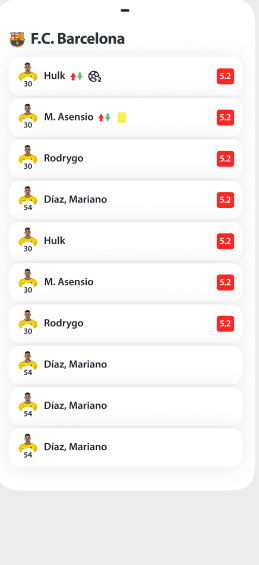 F.C. Barcelona
Hulk 2 5.2
30
M. Asensio 5.2
30
Rodrygo 5.2
30
Díaz, Mariano 5.2
54
Hulk 5.2
30
M. Asensio 5.2
30
Rodrygo 5.2
30
Díaz, Mariano
54
Díaz, Mariano
54
Díaz, Mariano
54